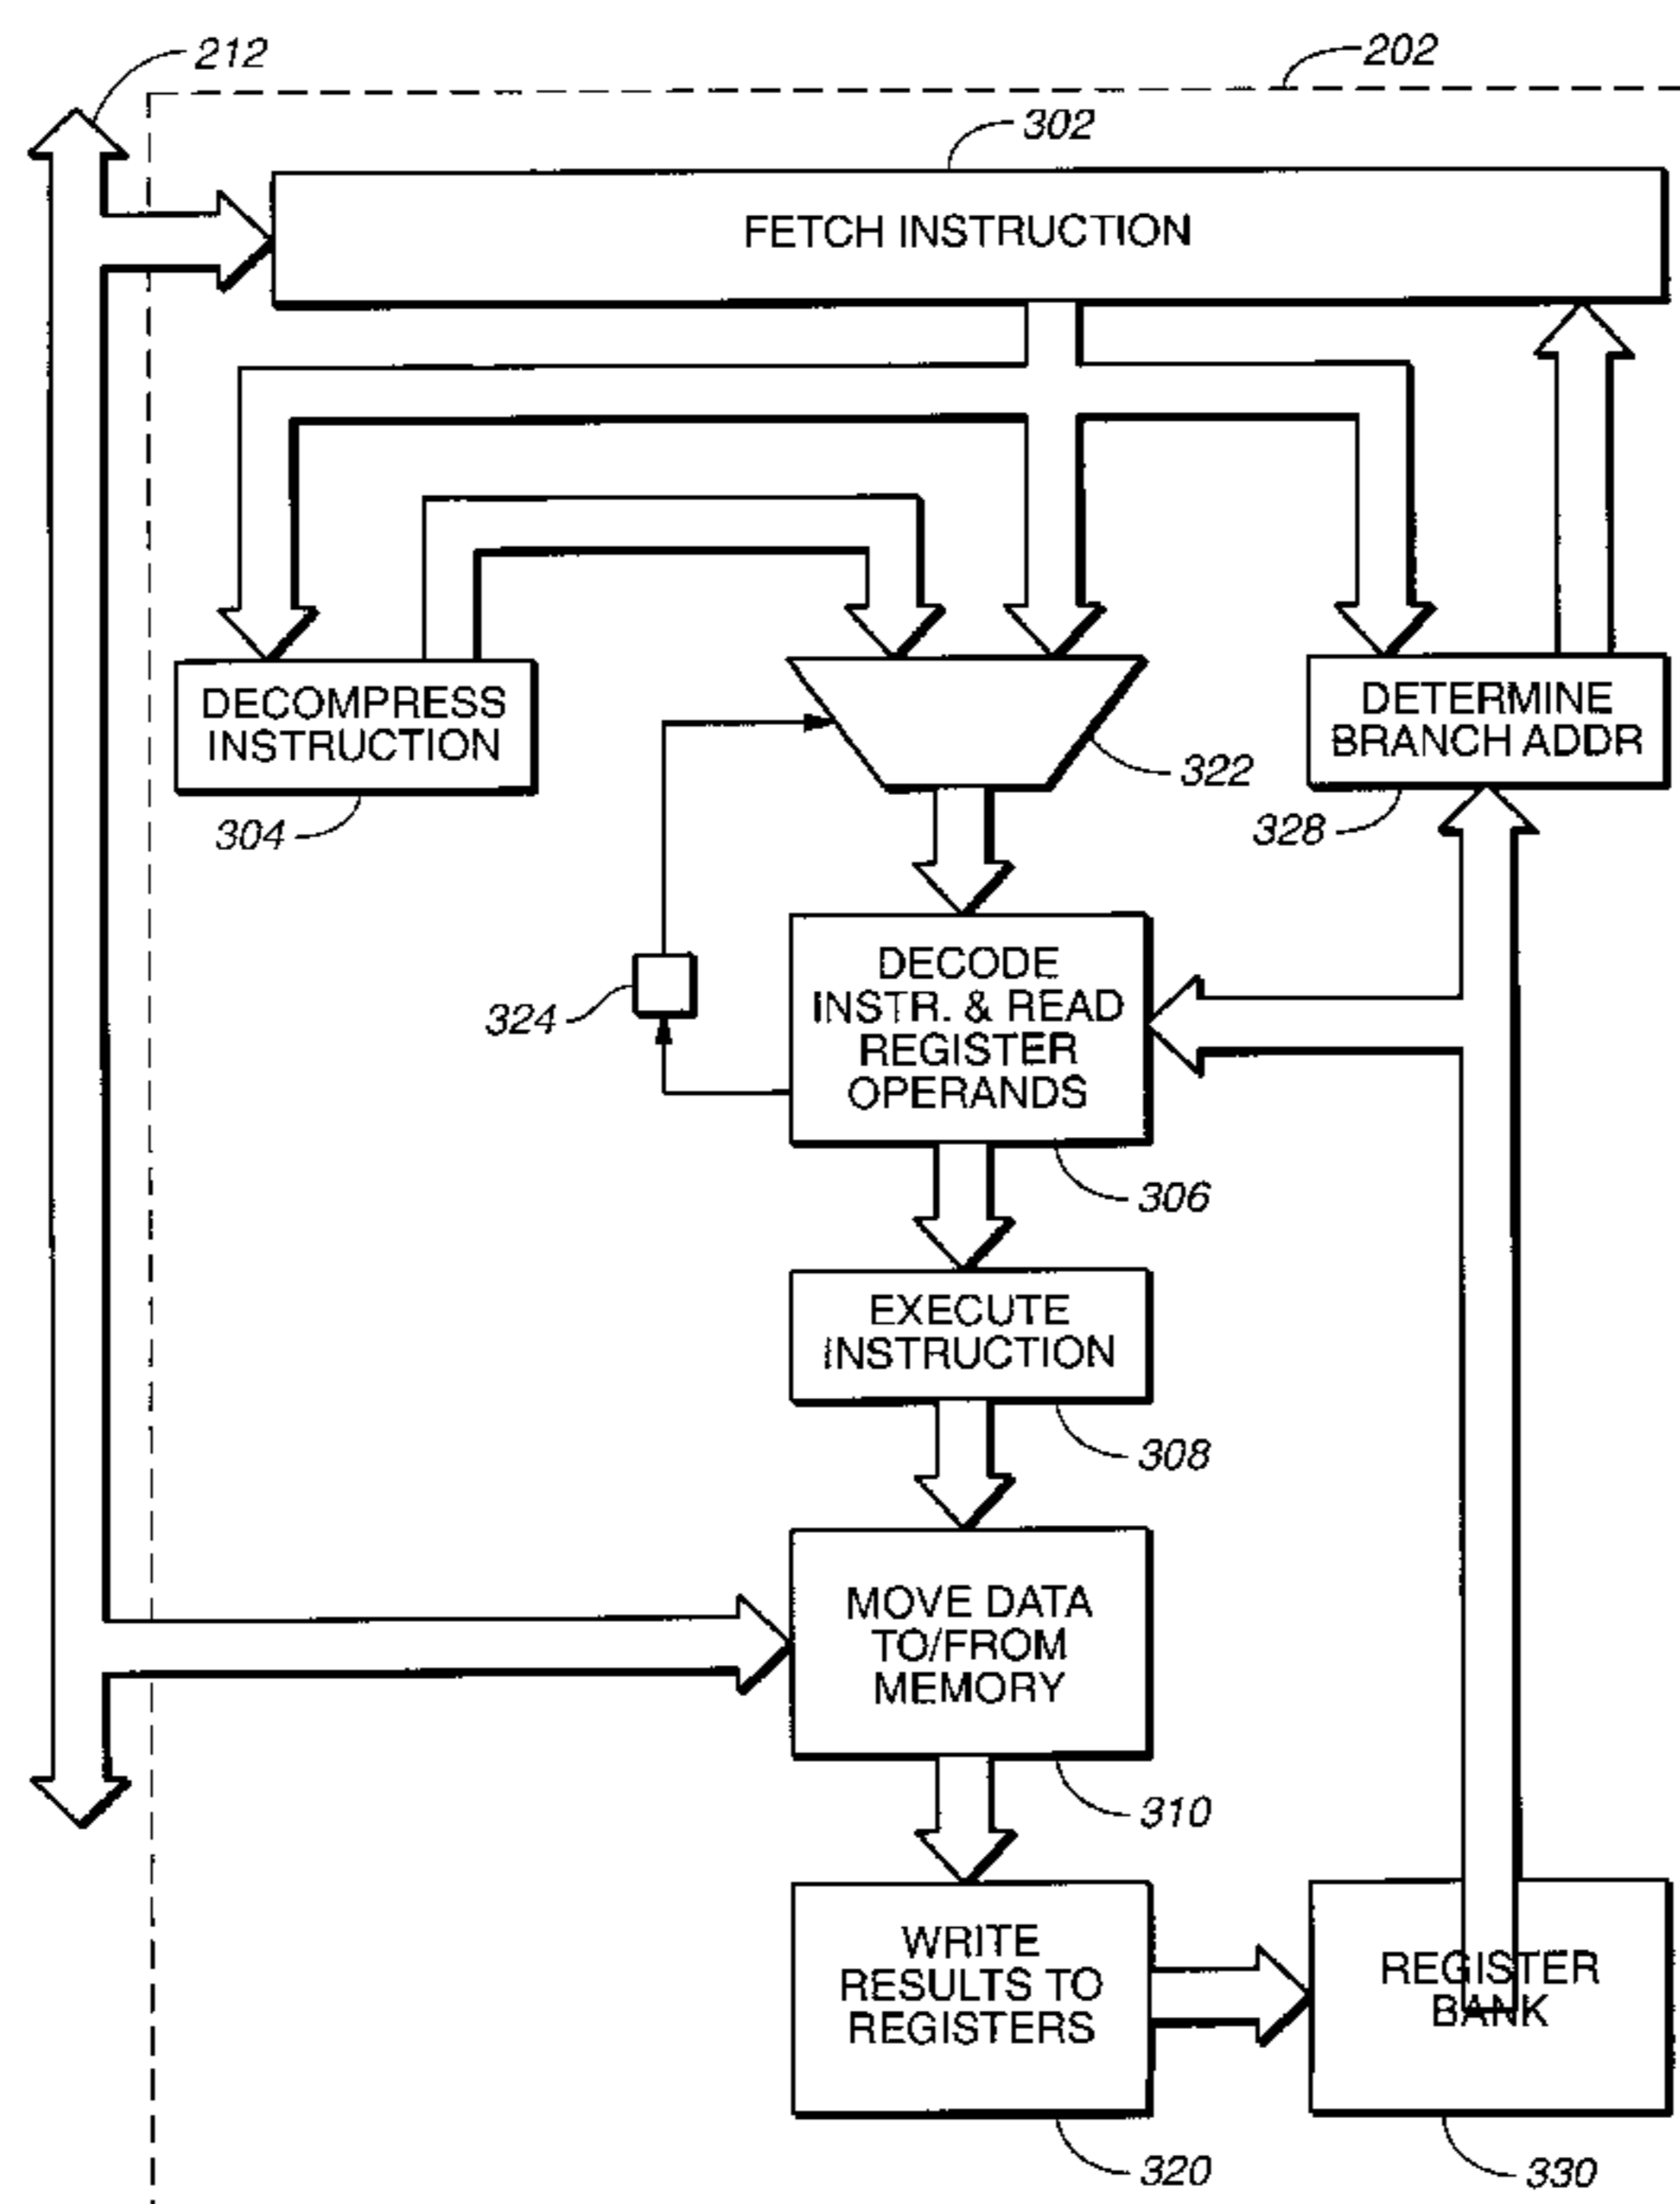 212
202
302
FETCH INSTRUCTION
DECOMPRESS
INSTRUCTION
304
322
DETERMINE
BRANCH ADDR
328
DECODE
INSTR. & READ
REGISTER
OPERANDS
324
306
EXECUTE
INSTRUCTION
308
MOVE DATA
TO/FROM
MEMORY
310
WRITE
RESULTS TO
REGISTERS
320
REGISTER
BANK
330